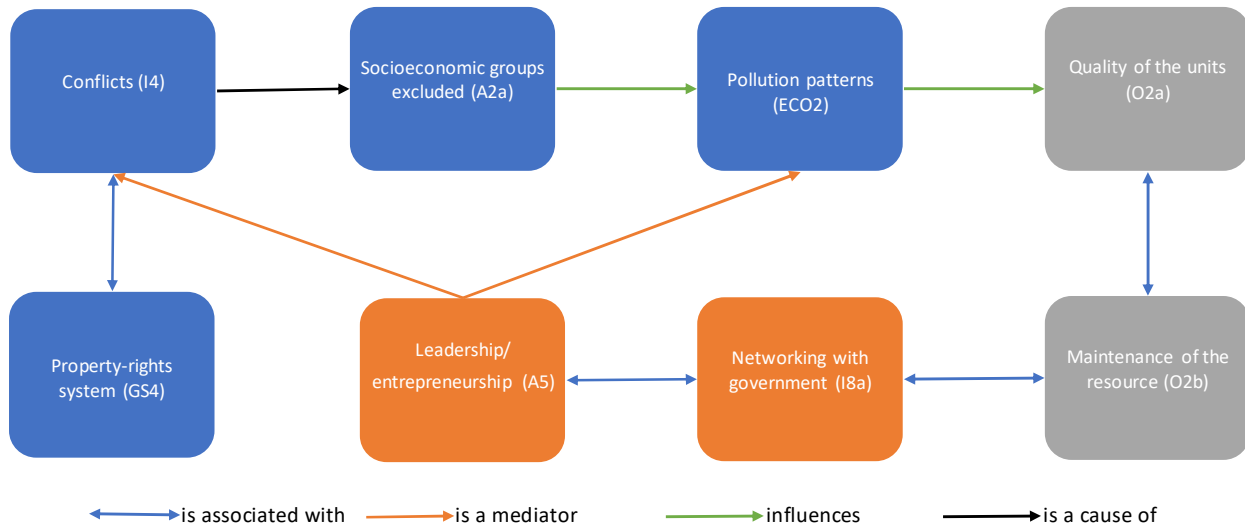 Conflicts (I4)
Socioeconomic groups
excluded (A2a)
Pollution patterns
(ECO2)
Quality of the units
(O2a)
Property-rights
system (GS4)
Leadership/
entrepreneurship (A5)
Networking with
government (I8a)
Maintenance of the
resource (O2b)
is associated with
is a mediator
influences
is a cause of